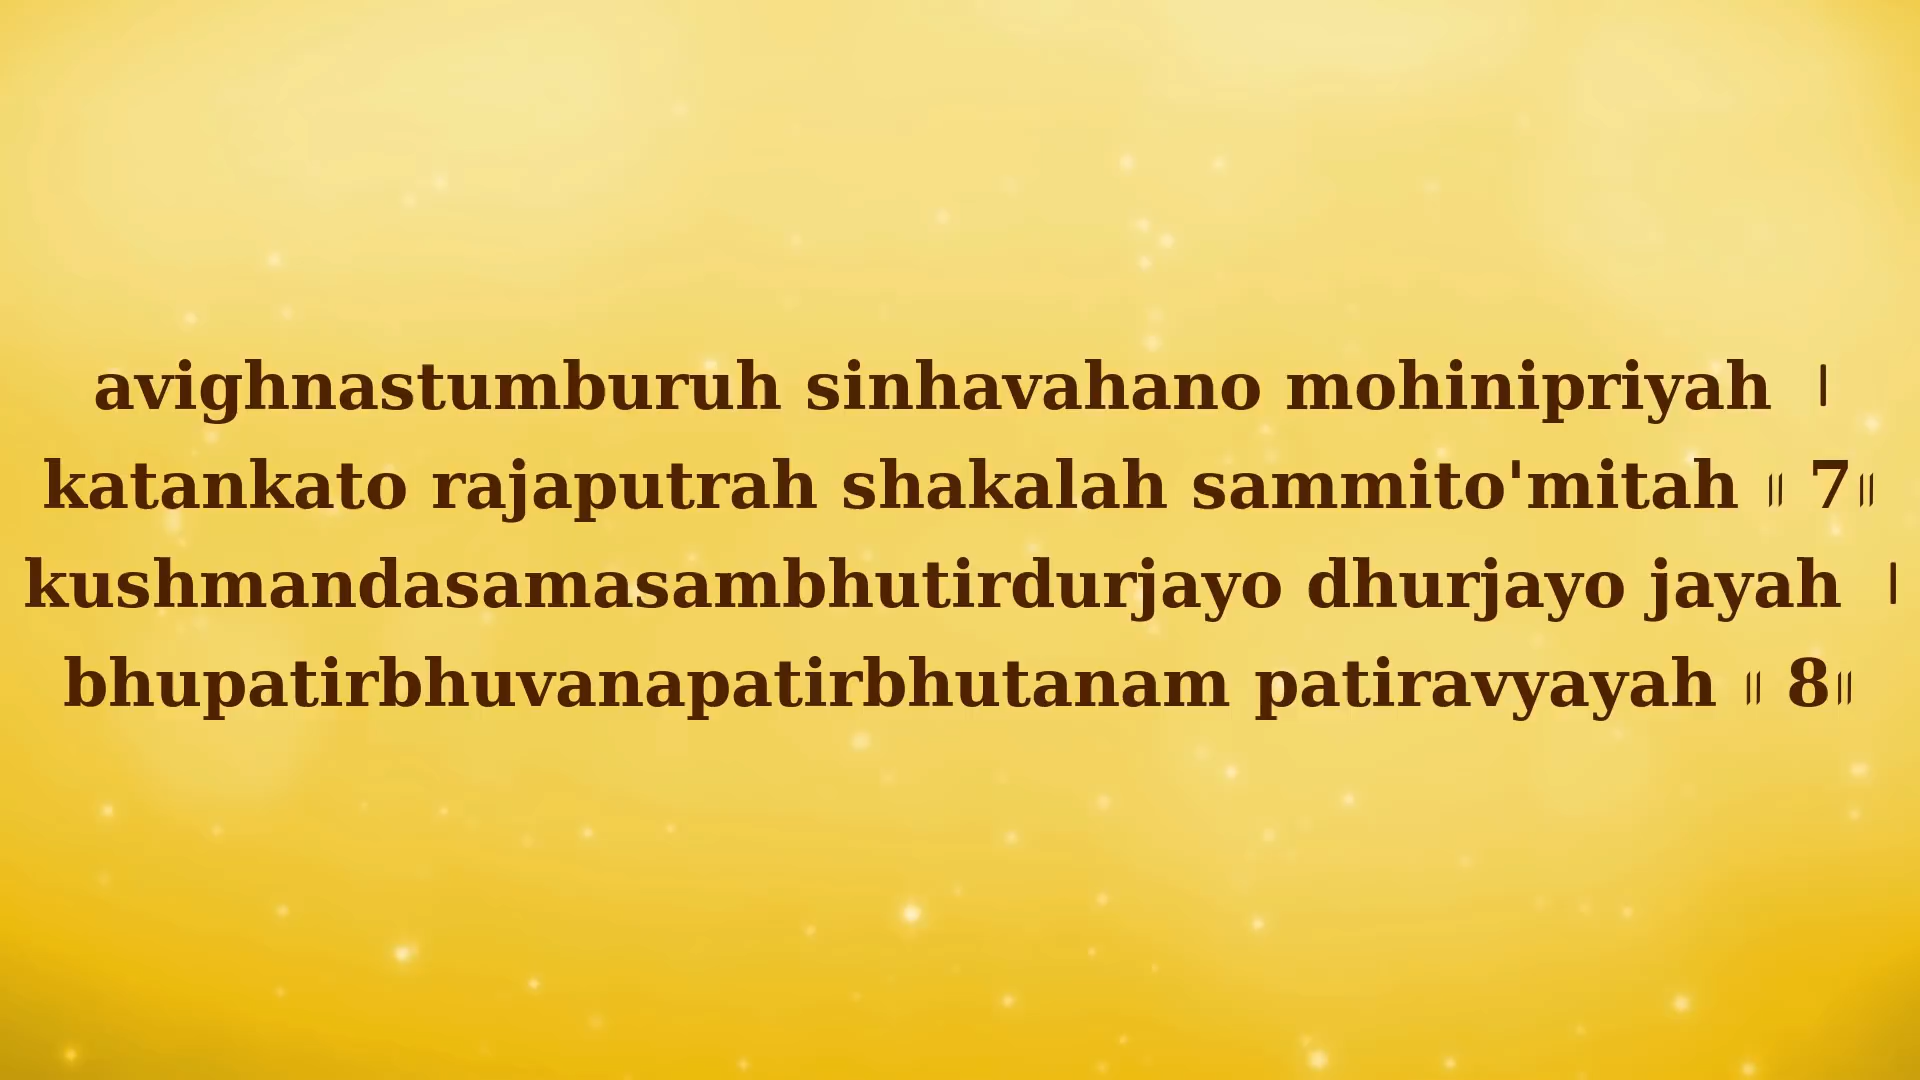 avighnastumburuh sinhavahano mohinipriyah ।
katankato rajaputrah shakalah sammito'mitah ॥ 7॥
kushmandasamasambhutirdurjayo dhurjayo jayah ।
bhupatirbhuvanapatirbhutanam patiravyayah ॥ 8॥